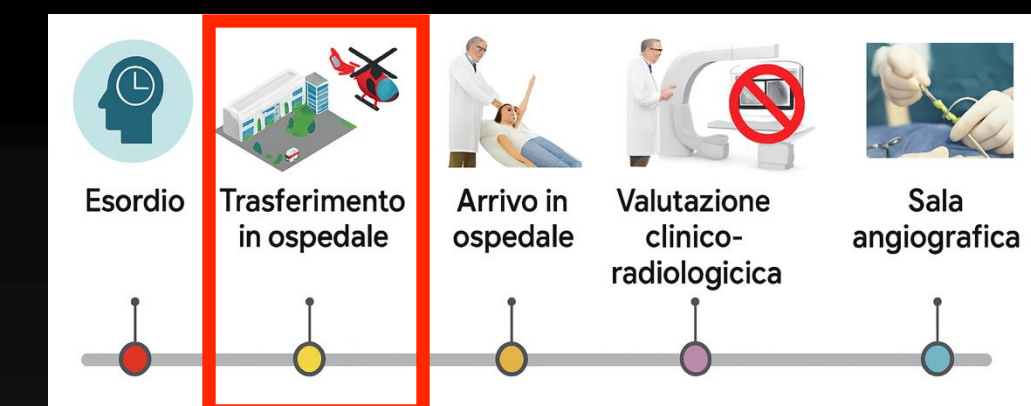 Esordio
Trasferimento
in ospedale
Arrivo in
ospedale
Valutazione
clinico-
radiologicica
Sala
angiografica